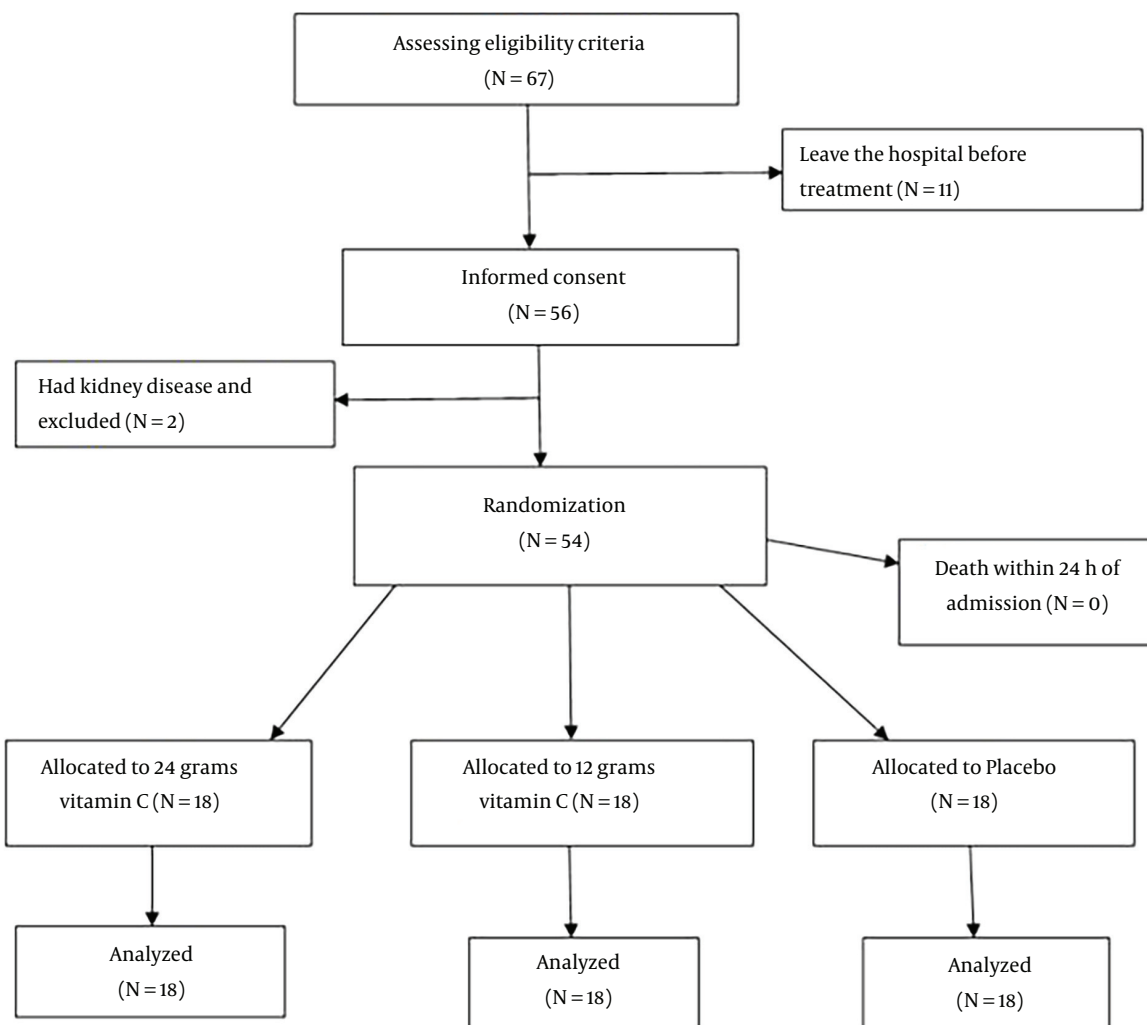 Assessing eligibility criteria
(N = 67)
Leave the hospital before
treatment (N = 11)
Informed consent
(N = 56)
Had kidney disease and
excluded (N = 2)
Randomization
(N = 54)
Death within 24 h of
admission (N = 0)
Allocated to 24 grams
vitamin C (N = 18)
Allocated to 12 grams
vitamin C (N = 18)
Allocated to Placebo
(N = 18)
Analyzed
(N = 18)
Analyzed
(N = 18)
Analyzed
(N = 18)